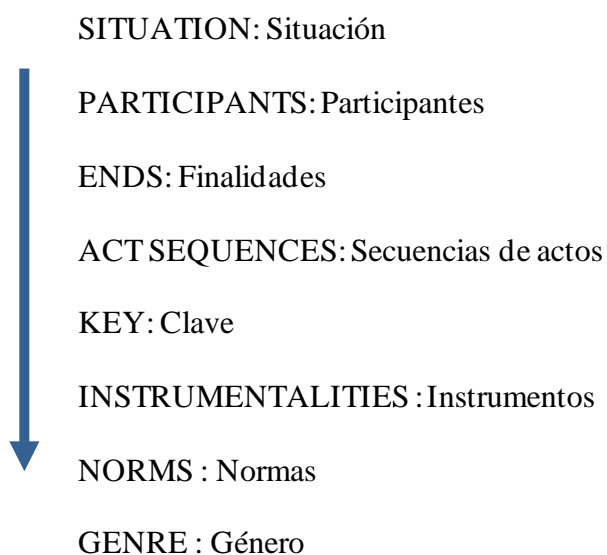 SITUATION: Situación
PARTICIPANTS: Participantes
ENDS: Finalidades
ACT SEQUENCES: Secuencias de actos
KEY: Clave
INSTRUMENTALITIES : Instrumentos
NORMS : Normas
GENRE : Género